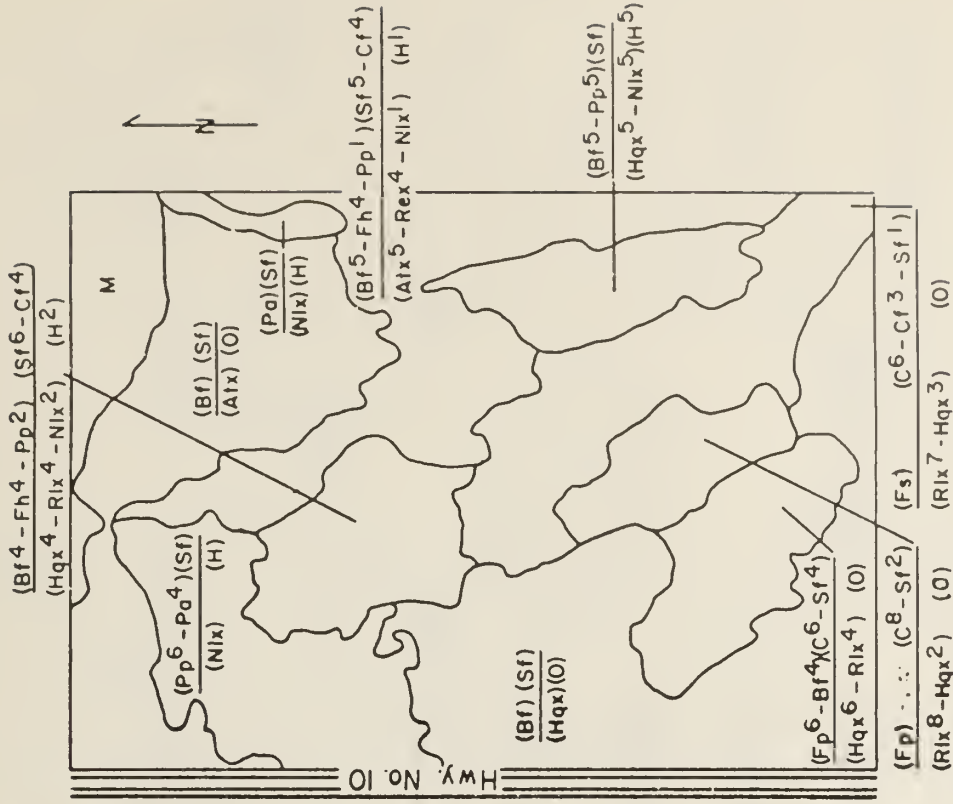 (Bf⁴-Fh⁴-Pp²) (Sf⁶-Cf⁴)
(Hqx⁴-Rlx⁴-Nlx²) (H²)
M
N
(Bf) (Sf)
(Atx) (O)
(Pa)(Sf)
(Nlx)(H)
(Bf⁵-Fh⁴-Pp¹)(Sf⁵-Cf⁴)
(Atx⁵-Rex⁴-Nlx¹) (H¹)
(Pp⁶-Pa⁴)(Sf)
(Nlx) (H)
(Bf⁵-Pp⁵)(Sf)
(Hqx⁵-Nlx⁵)(H⁵)
Hwy. No. 10
(Bf) (Sf)
(Hqx)(O)
(Fp⁶-Bf⁴)(C⁶-Sf⁴)
(Hqx⁶-Rlx⁴) (O)
(Fp) (C⁸-Sf²)
(Rlx⁸-Hqx²) (O)
(Fs) (C⁶-Cf³-Sf¹)
(Rlx⁷-Hqx³) (O)